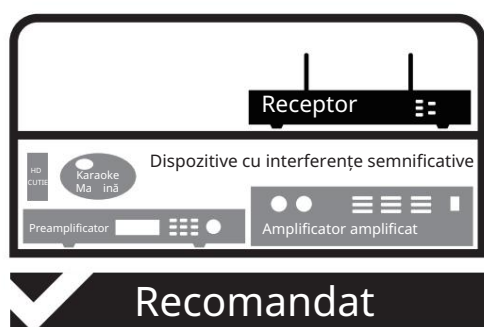 Receptor
Dispozitive cu interferențe semnificative
HD
CUTIE
Karaoke
Ma ină
Preamplificator
Amplificator amplificat
Recomandat